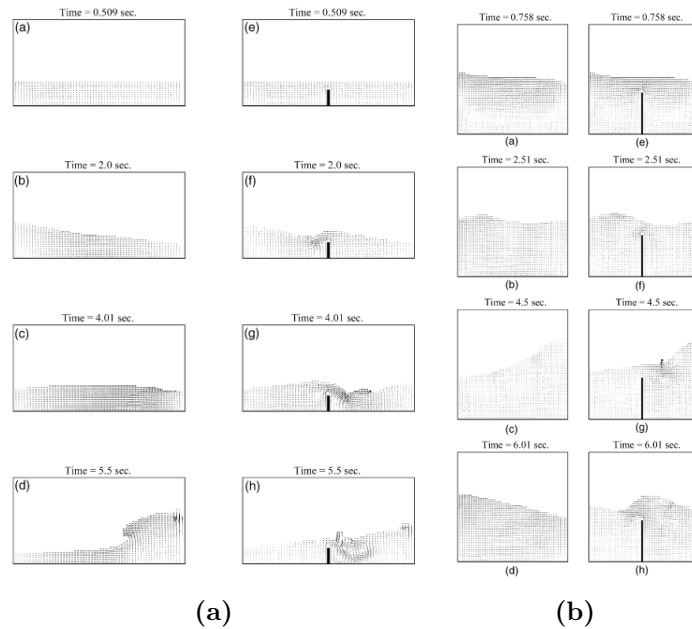 Time = 0.509 sec.
(a)
Time = 0.509 sec.
(e)
Time = 2.0 sec.
(b)
Time = 2.0 sec.
(f)
Time = 4.01 sec.
(c)
Time = 4.01 sec.
(g)
Time = 5.5 sec.
(d)
Time = 5.5 sec.
(h)
(a)
Time = 0.758 sec.
(a)
Time = 0.758 sec.
(e)
Time = 2.51 sec.
(b)
Time = 2.51 sec.
(f)
Time = 4.5 sec.
(c)
Time = 4.5 sec.
(g)
Time = 6.01 sec.
(d)
Time = 6.01 sec.
(h)
(b)